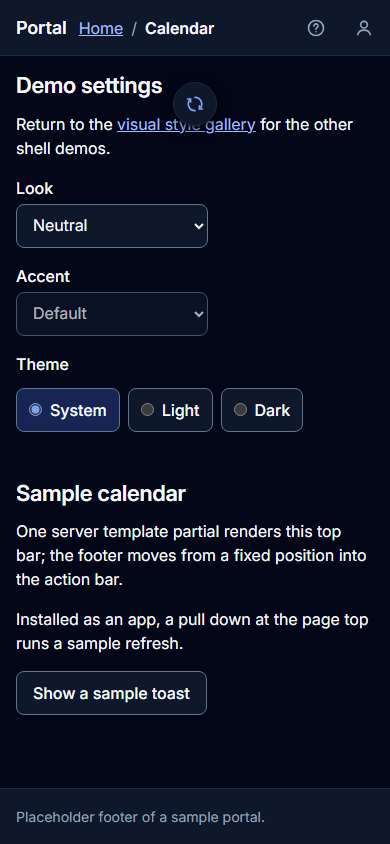 Portal Home / Calendar
Demo settings
Return to the visual style gallery for the other
shell demos.
Look
Neutral
Accent
Default
Theme
System Light Dark
Sample calendar
One server template partial renders this top
bar; the footer moves from a fixed position into
the action bar.
Installed as an app, a pull down at the page top
runs a sample refresh.
Show a sample toast
Placeholder footer of a sample portal.